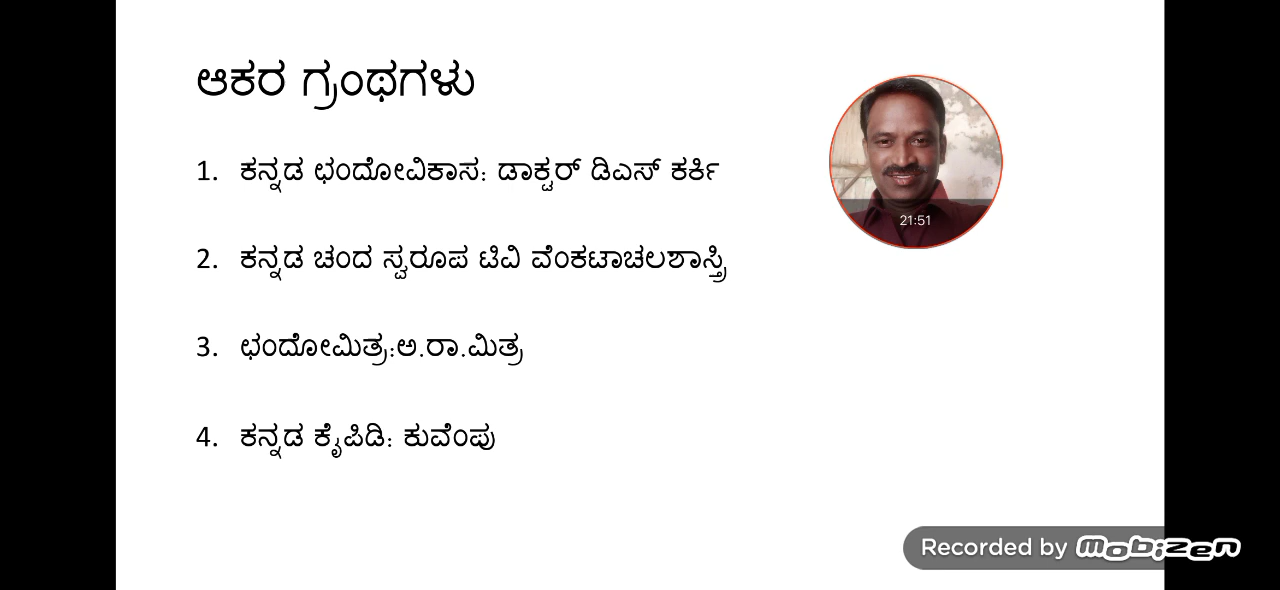 ಆಕರ ಗ್ರಂಥಗಳು
1. ಕನ್ನಡ ಛಂದೋವಿಕಾಸ: ಡಾಕ್ಟರ್ ಡಿಎಸ್ ಕರ್ಕಿ
21:51
2. ಕನ್ನಡ ಚಂದ ಸ್ವರೂಪ ಟಿವಿ ವೆಂಕಟಾಚಲಶಾಸ್ತ್ರಿ
3. ಛಂದೋಮಿತ್ರ:ಅ.ರಾ.ಮಿತ್ರ
4. ಕನ್ನಡ ಕೈಪಿಡಿ: ಕುವೆಂಪು
Recorded by Mobizen